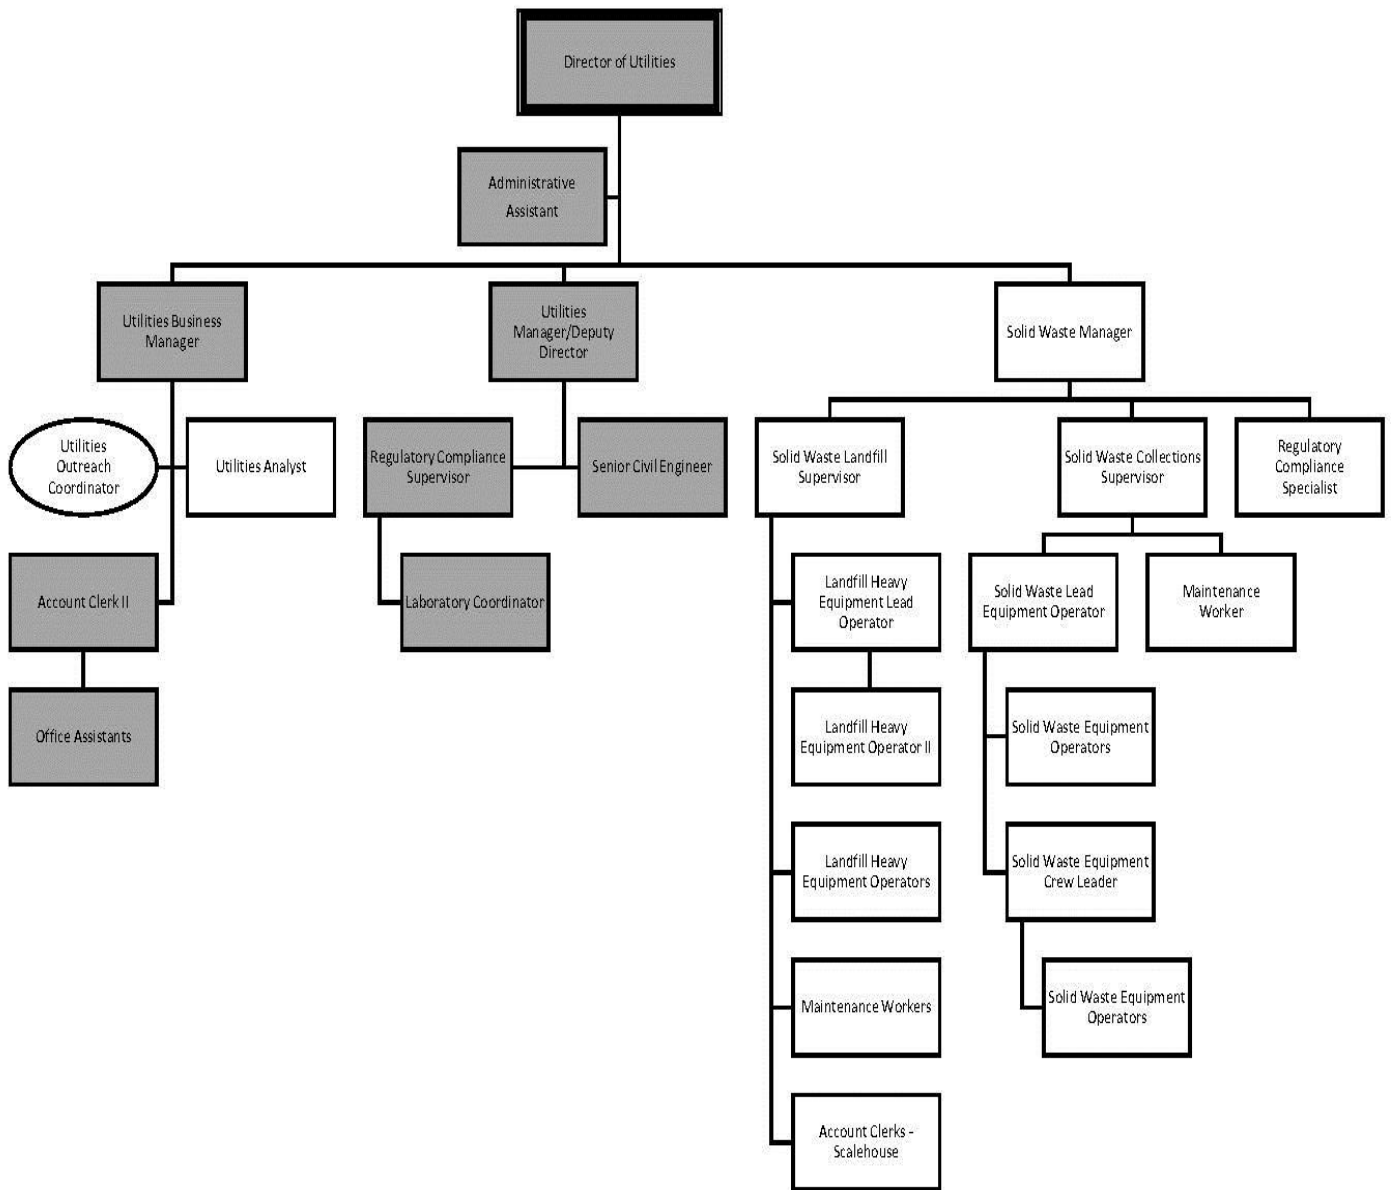 Director of Utilities
Administrative
Assistant
Utilities Business
Manager
Utilities
Manager/Deputy
Director
Solid Waste Manager
Utilities
Outreach
Coordinator
Utilities Analyst
Regulatory Compliance
Supervisor
Senior Civil Engineer
Solid Waste Landfill
Supervisor
Solid Waste Collections
Supervisor
Regulatory
Compliance
Specialist
Account Clerk II
Laboratory Coordinator
Landfill Heavy
Equipment Lead
Operator
Solid Waste Lead
Equipment Operator
Maintenance
Worker
Office Assistants
Landfill Heavy
Equipment Operator II
Solid Waste Equipment
Operators
Landfill Heavy
Equipment Operators
Solid Waste Equipment
Crew Leader
Maintenance Workers
Solid Waste Equipment
Operators
Account Clerks –
Scalehouse